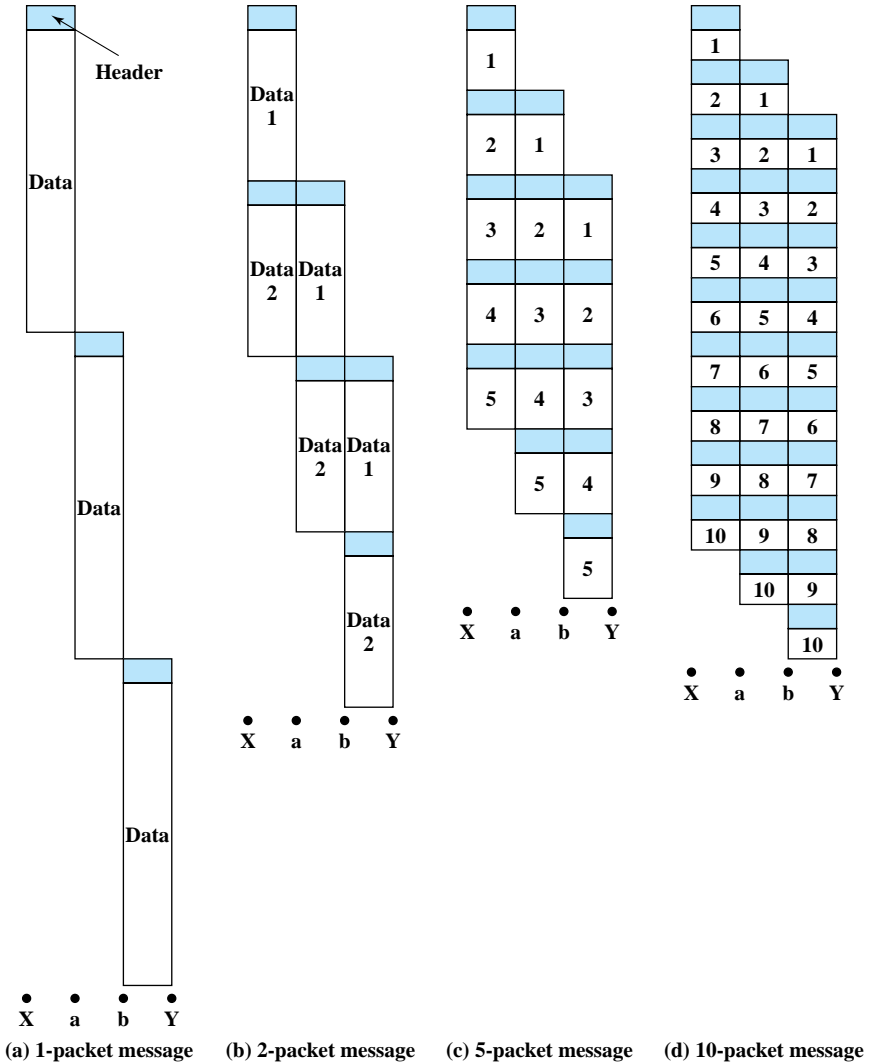 Header
Data
Data
Data
X a b Y
(a) 1-packet message
Data
1
Data
2
Data
1
Data
2
Data
1
Data
2
X a b Y
(b) 2-packet message
1
2 1
3 2 1
4 3 2
5 4 3
5 4
5
X a b Y
(c) 5-packet message
1
2 1
3 2 1
4 3 2
5 4 3
6 5 4
7 6 5
8 7 6
9 8 7
10 9 8
10 9
10
X a b Y
(d) 10-packet message